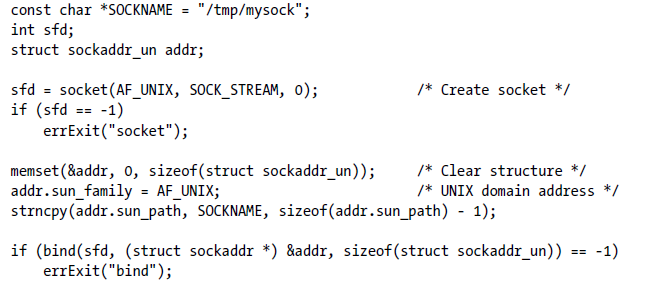 const char *SOCKNAME = "/tmp/mysock";
int sfd;
struct sockaddr_un addr;
sfd = socket(AF_UNIX, SOCK_STREAM, 0); /* Create socket */
if (sfd == -1)
errExit("socket");
memset(&addr, 0, sizeof(struct sockaddr_un)); /* Clear structure */
addr.sun_family = AF_UNIX; /* UNIX domain address */
strncpy(addr.sun_path, SOCKNAME, sizeof(addr.sun_path) - 1);
if (bind(sfd, (struct sockaddr *) &addr, sizeof(struct sockaddr_un)) == -1)
errExit("bind");